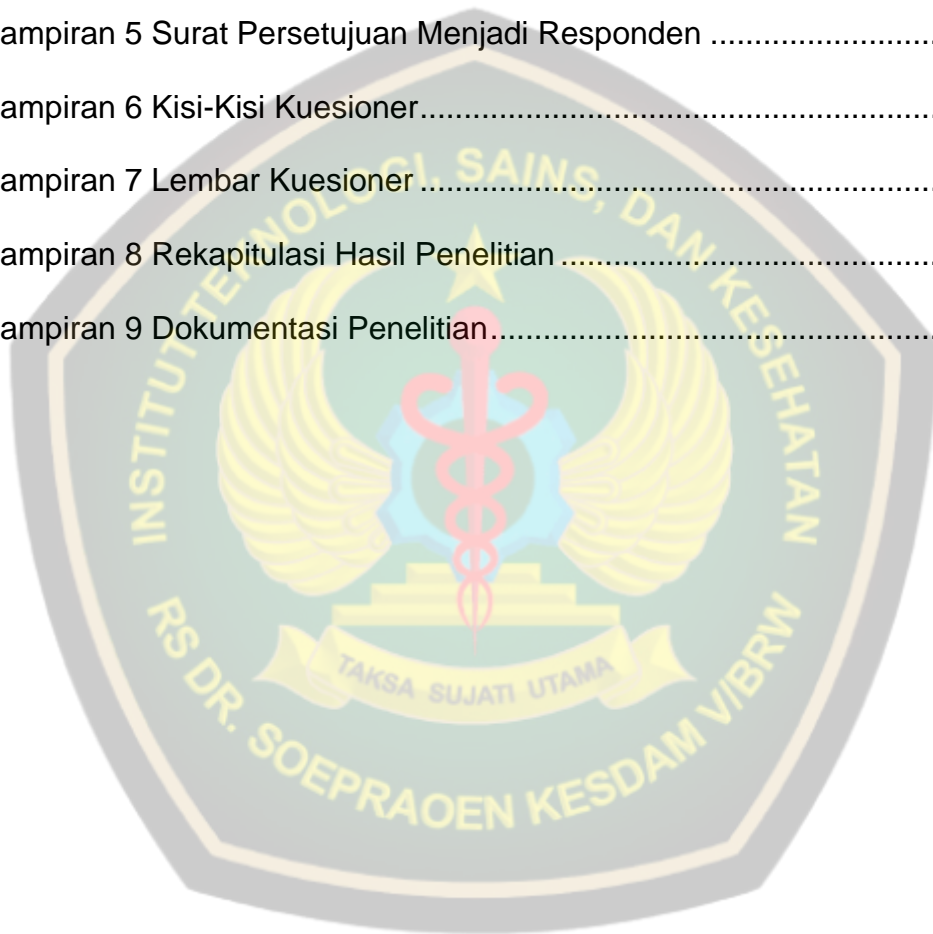 ampiran 5 Surat Persetujuan Menjadi Responden ..........................
ampiran 6 Kisi-Kisi Kuesioner...........................................................
ampiran 7 Lembar Kuesioner ...........................................................
ampiran 8 Rekapitulasi Hasil Penelitian ...........................................
ampiran 9 Dokumentasi Penelitian...................................................
INSTITUT TEKNOLOGI, SAINS, DAN KESEHATAN
TAKSA SUJATI UTAMA
RS DR. SOEPRAOEN KESDAM V/BRW